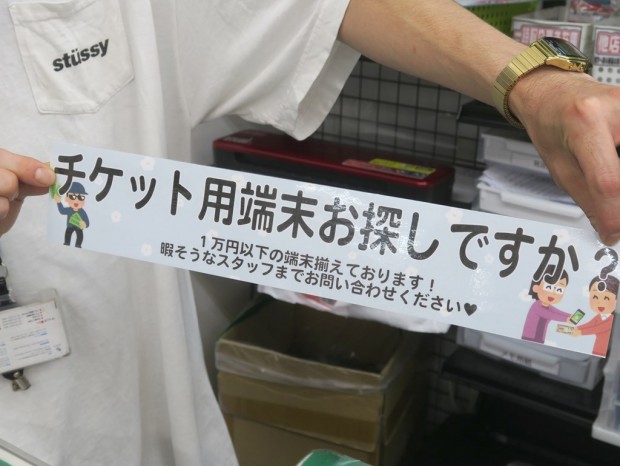 stüssy
チケット用端末お探しですか?
1万円以下の端末揃えております!
暇そうなスタッフまでお問い合わせください♥